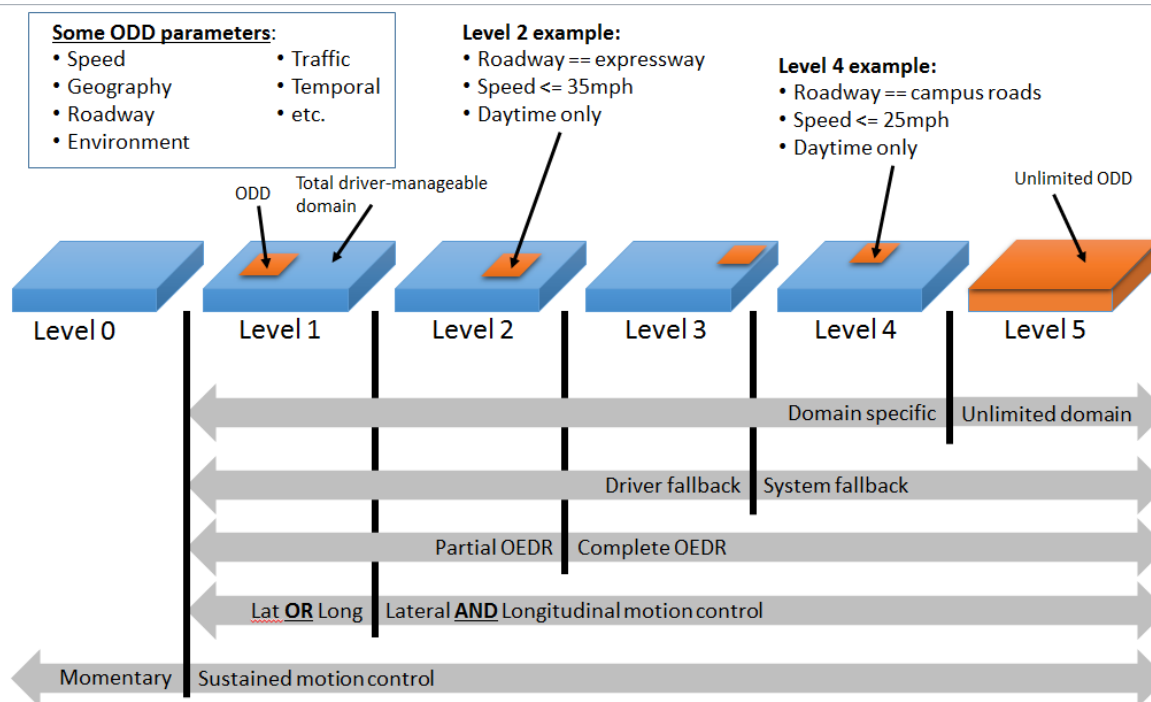 Some ODD parameters:
• Speed
• Geography
• Roadway
• Environment
• Traffic
• Temporal
• etc.
Level 2 example:
• Roadway == expressway
• Speed <= 35mph
• Daytime only
Level 4 example:
• Roadway == campus roads
• Speed <= 25mph
• Daytime only
ODD
Total driver-manageable
domain
Unlimited ODD
Level 0
Level 1
Level 2
Level 3
Level 4
Level 5
Domain specific
Unlimited domain
Driver fallback
System fallback
Partial OEDR
Complete OEDR
Lat OR Long
Lateral AND Longitudinal motion control
Momentary
Sustained motion control